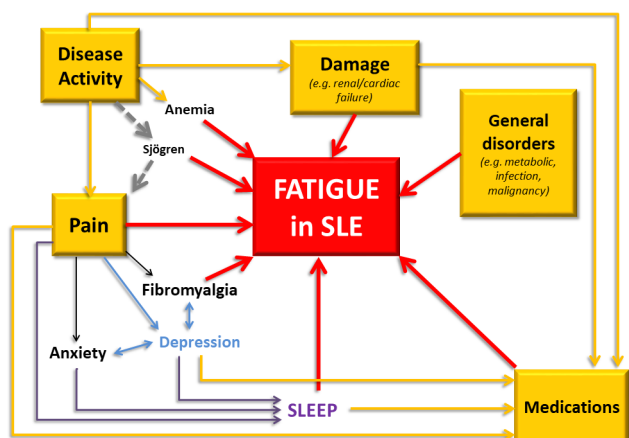 Disease
Activity
Damage
(e.g. renal/cardiac
failure)
Anemia
General
disorders
(e.g. metabolic,
infection,
malignancy)
Sjögren
FATIGUE
in SLE
Pain
Fibromyalgia
Depression
Anxiety
SLEEP
Medications